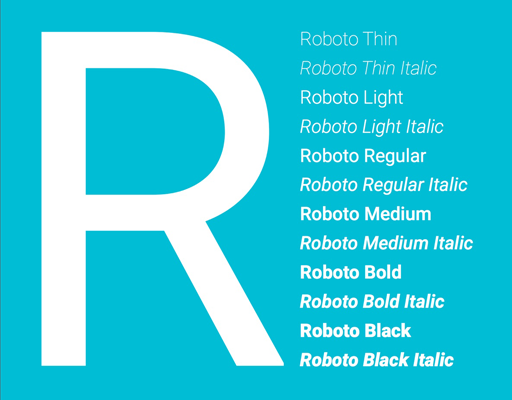 R
Roboto Thin
Roboto Thin Italic
Roboto Light
Roboto Light Italic
Roboto Regular
Roboto Regular Italic
Roboto Medium
Roboto Medium Italic
Roboto Bold
Roboto Bold Italic
Roboto Black
Roboto Black Italic